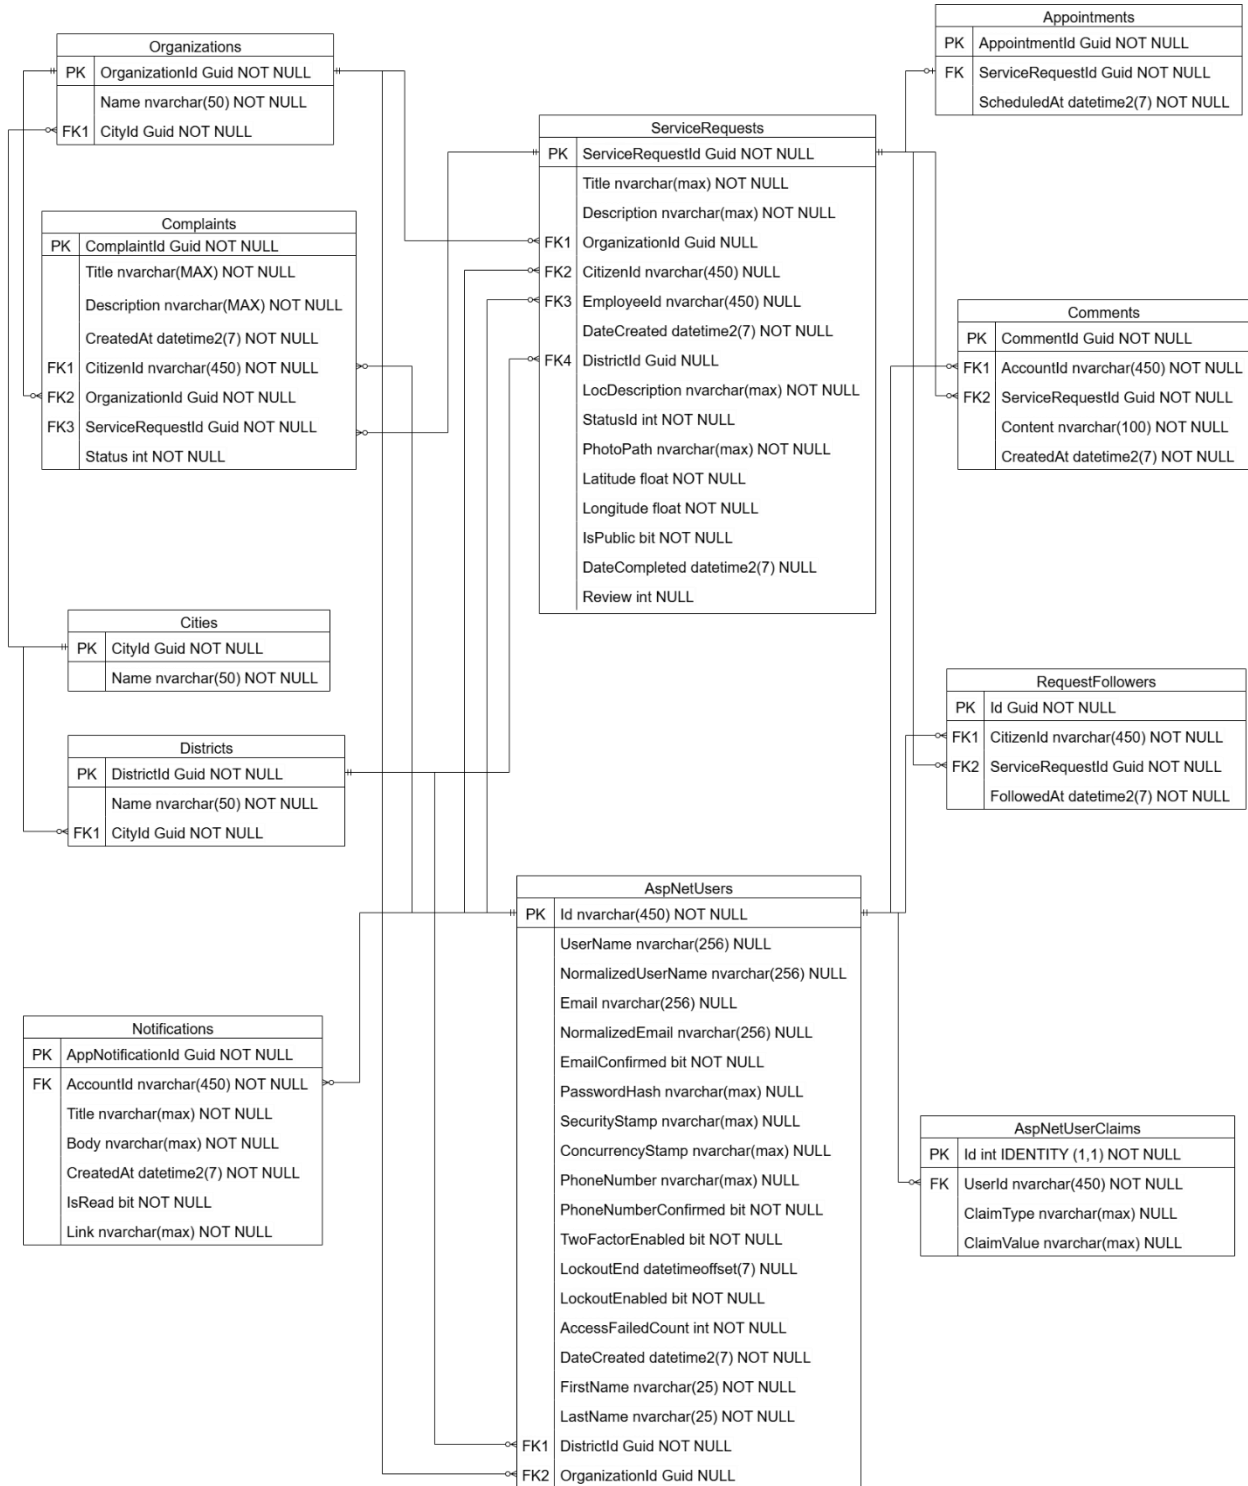 Organizations
PK OrganizationId Guid NOT NULL
Name nvarchar(50) NOT NULL
FK1 CityId Guid NOT NULL
Complaints
PK ComplaintId Guid NOT NULL
Title nvarchar(MAX) NOT NULL
Description nvarchar(MAX) NOT NULL
CreatedAt datetime2(7) NOT NULL
FK1 CitizenId nvarchar(450) NOT NULL
FK2 OrganizationId Guid NOT NULL
FK3 ServiceRequestId Guid NOT NULL
Status int NOT NULL
Cities
PK CityId Guid NOT NULL
Name nvarchar(50) NOT NULL
Districts
PK DistrictId Guid NOT NULL
Name nvarchar(50) NOT NULL
FK1 CityId Guid NOT NULL
Notifications
PK AppNotificationId Guid NOT NULL
FK AccountId nvarchar(450) NOT NULL
Title nvarchar(max) NOT NULL
Body nvarchar(max) NOT NULL
CreatedAt datetime2(7) NOT NULL
IsRead bit NOT NULL
Link nvarchar(max) NOT NULL
ServiceRequests
PK ServiceRequestId Guid NOT NULL
Title nvarchar(max) NOT NULL
Description nvarchar(max) NOT NULL
FK1 OrganizationId Guid NULL
FK2 CitizenId nvarchar(450) NULL
FK3 EmployeeId nvarchar(450) NULL
DateCreated datetime2(7) NOT NULL
FK4 DistrictId Guid NULL
LocDescription nvarchar(max) NOT NULL
StatusId int NOT NULL
PhotoPath nvarchar(max) NOT NULL
Latitude float NOT NULL
Longitude float NOT NULL
IsPublic bit NOT NULL
DateCompleted datetime2(7) NULL
Review int NULL
AspNetUsers
PK Id nvarchar(450) NOT NULL
UserName nvarchar(256) NULL
NormalizedUserName nvarchar(256) NULL
Email nvarchar(256) NULL
NormalizedEmail nvarchar(256) NULL
EmailConfirmed bit NOT NULL
PasswordHash nvarchar(max) NULL
SecurityStamp nvarchar(max) NULL
ConcurrencyStamp nvarchar(max) NULL
PhoneNumber nvarchar(max) NULL
PhoneNumberConfirmed bit NOT NULL
TwoFactorEnabled bit NOT NULL
LockoutEnd datetimeoffset(7) NULL
LockoutEnabled bit NOT NULL
AccessFailedCount int NOT NULL
DateCreated datetime2(7) NOT NULL
FirstName nvarchar(25) NOT NULL
LastName nvarchar(25) NOT NULL
FK1 DistrictId Guid NOT NULL
FK2 OrganizationId Guid NULL
Appointments
PK AppointmentId Guid NOT NULL
FK ServiceRequestId Guid NOT NULL
ScheduledAt datetime2(7) NOT NULL
Comments
PK CommentId Guid NOT NULL
FK1 AccountId nvarchar(450) NOT NULL
FK2 ServiceRequestId Guid NOT NULL
Content nvarchar(100) NOT NULL
CreatedAt datetime2(7) NOT NULL
RequestFollowers
PK Id Guid NOT NULL
FK1 CitizenId nvarchar(450) NOT NULL
FK2 ServiceRequestId Guid NOT NULL
FollowedAt datetime2(7) NOT NULL
AspNetUserClaims
PK Id int IDENTITY (1,1) NOT NULL
FK UserId nvarchar(450) NOT NULL
ClaimType nvarchar(max) NULL
ClaimValue nvarchar(max) NULL